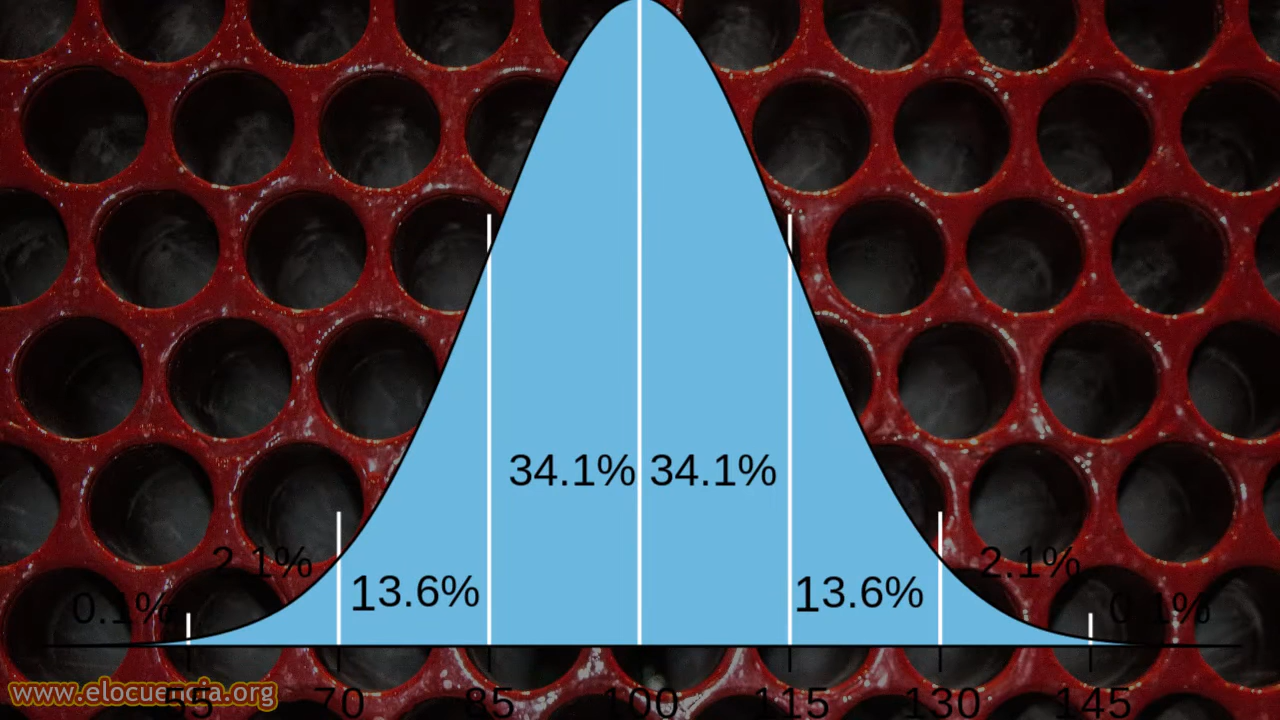 34.1% 34.1%
2.1% 2.1%
13.6% 13.6%
0.1% 0.1%
www.elocuencia.org
55 70 85 100 115 130 145